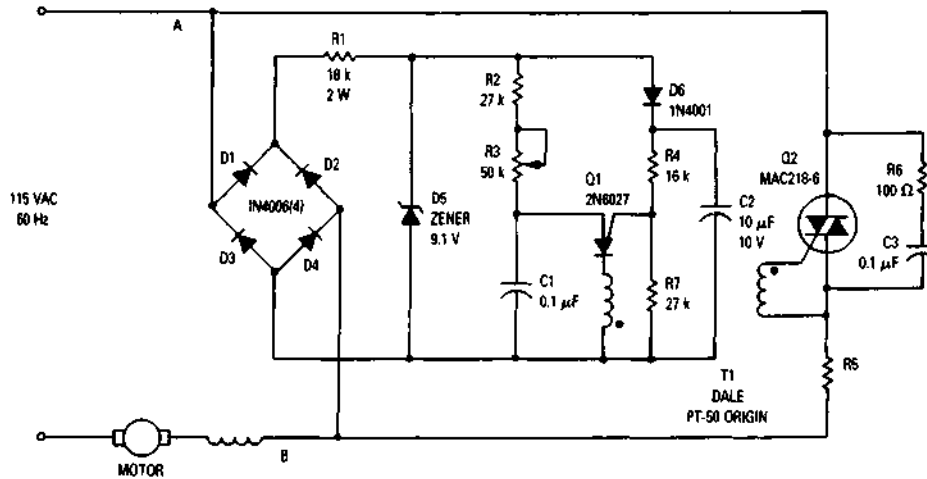 A
R1
18 k
2 W
R2
27 k
D6
1N4001
D1
D2
R3
50 k
R4
16 k
Q2
MAC218-6
R6
100 Ω
115 VAC
60 Hz
IN4006(4)
Q1
2N6027
D5
ZENER
9.1 V
C2
10 μF
10 V
C3
0.1 μF
D3
D4
C1
0.1 μF
R7
27 k
R5
T1
DALE
PT-50 ORIGIN
B
MOTOR